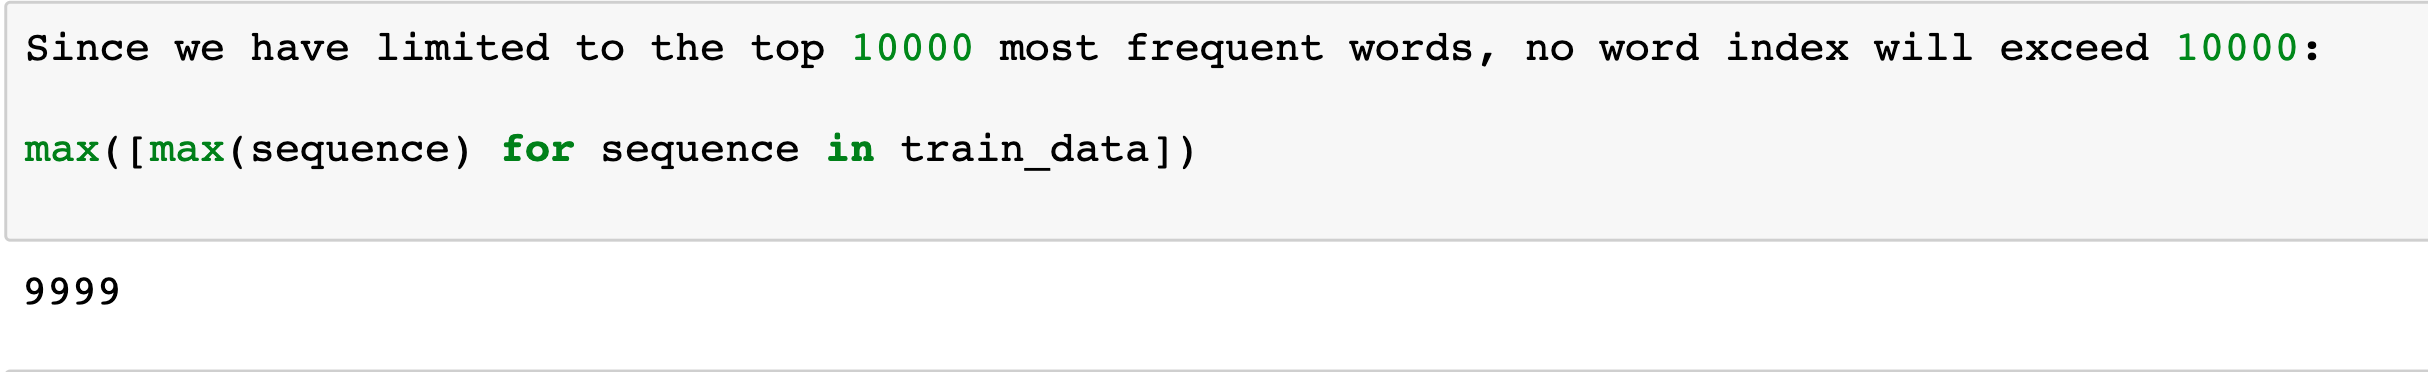 Since we have limited to the top 10000 most frequent words, no word index will exceed 10000:
max([max(sequence) for sequence in train_data])
9999